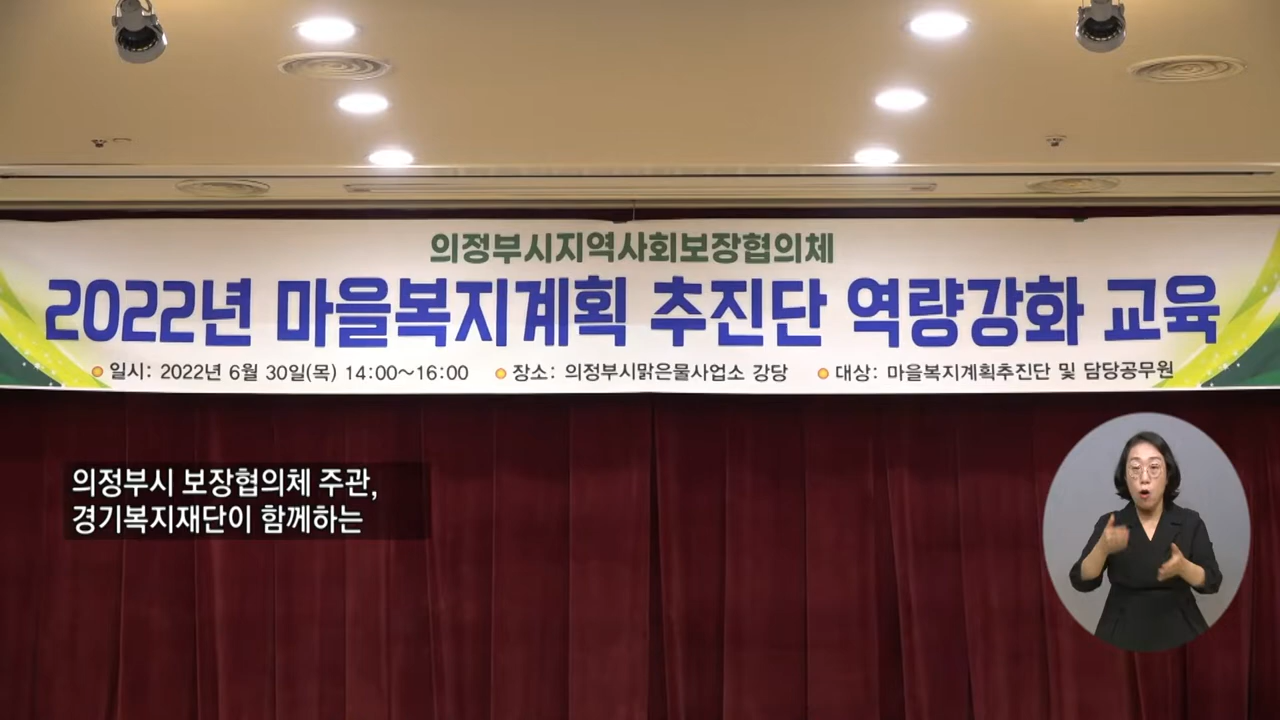 의정부시지역사회보장협의체
2022년 마을복지계획 추진단 역량강화 교육
일시: 2022년 6월 30일(목) 14:00~16:00 장소: 의정부시맑은물사업소 강당 대상: 마을복지계획추진단 및 담당공무원
의정부시 보장협의체 주관,
경기복지재단이 함께하는